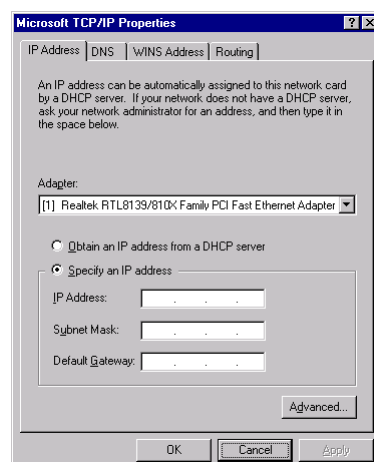 Microsoft TCP/IP Properties
IP Address DNS WINS Address Routing
An IP address can be automatically assigned to this network card
by a DHCP server. If your network does not have a DHCP server,
ask your network administrator for an address, and then type it in
the space below.
Adapter:
[1] Realtek RTL8139/810X Family PCI Fast Ethernet Adapter
Obtain an IP address from a DHCP server
Specify an IP address
IP Address:
Subnet Mask:
Default Gateway:
Advanced...
OK Cancel Apply